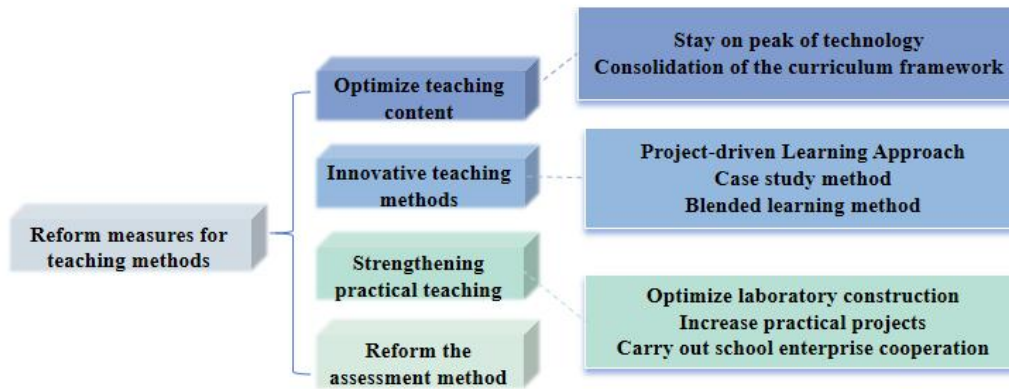 Reform measures for
teaching methods
Optimize teaching
content
Stay on peak of technology
Consolidation of the curriculum framework
Innovative teaching
methods
Project-driven Learning Approach
Case study method
Blended learning method
Strengthening
practical teaching
Optimize laboratory construction
Increase practical projects
Carry out school enterprise cooperation
Reform the
assessment method